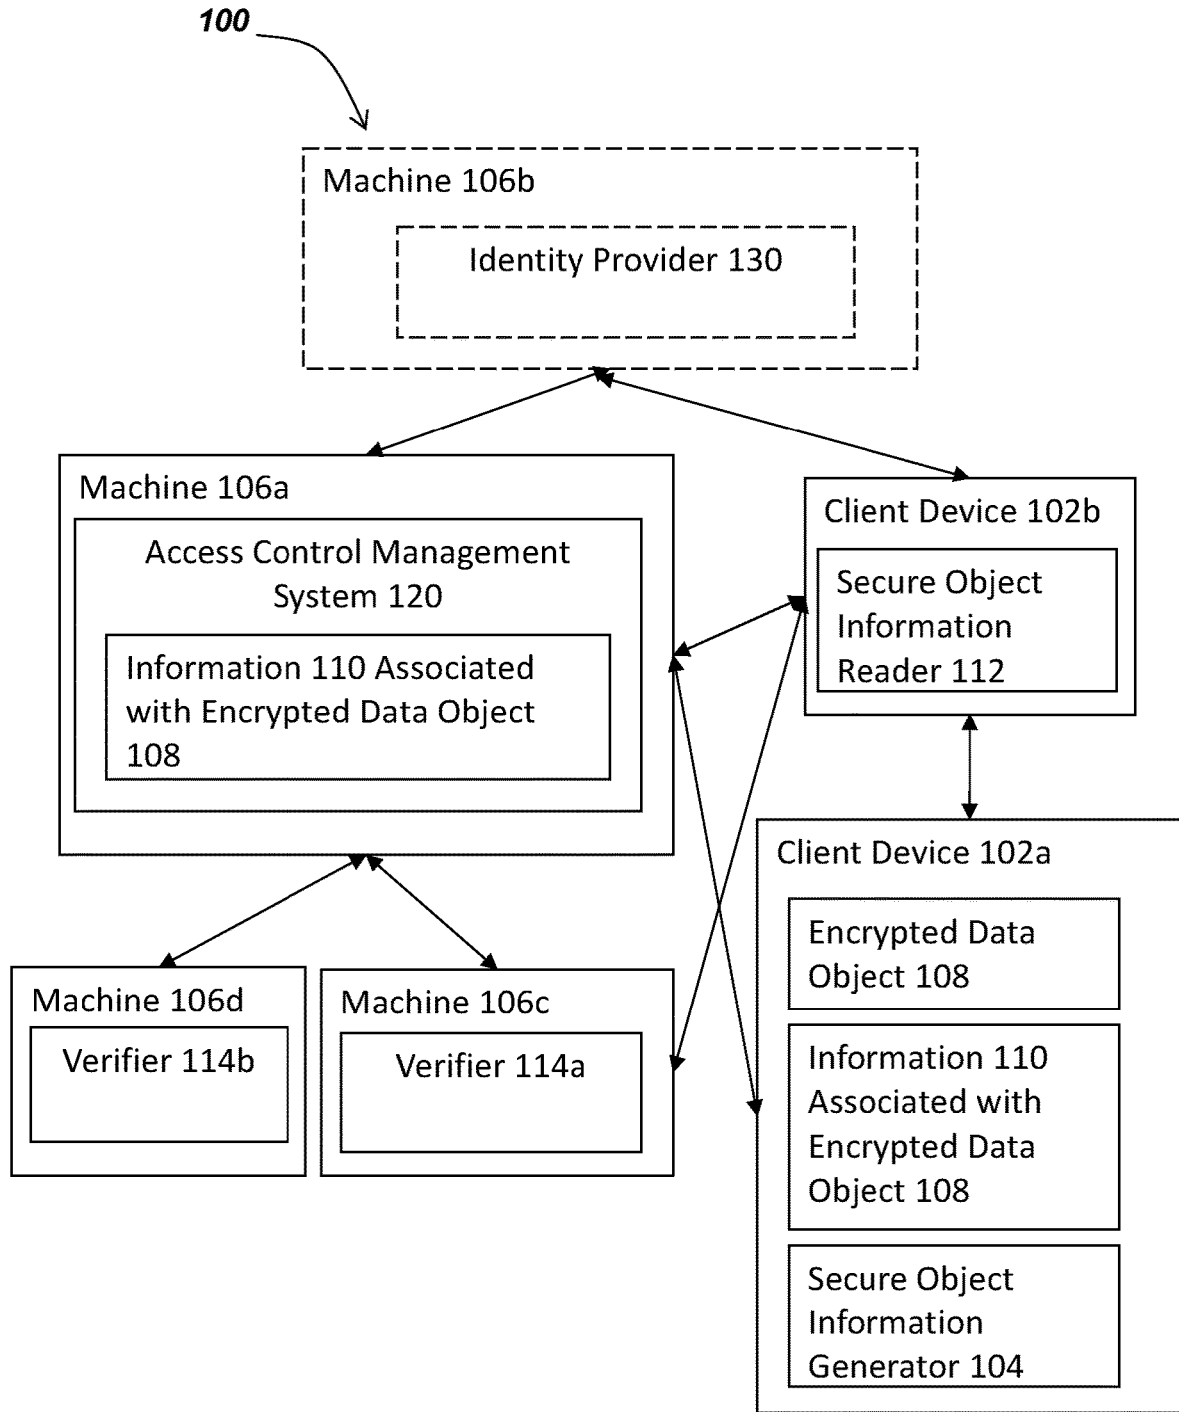 100
Machine 106b
Identity Provider 130
Machine 106a
Access Control Management
System 120
Information 110 Associated
with Encrypted Data Object
108
Client Device 102b
Secure Object
Information
Reader 112
Machine 106d
Verifier 114b
Machine 106c
Verifier 114a
Client Device 102a
Encrypted Data
Object 108
Information 110
Associated with
Encrypted Data
Object 108
Secure Object
Information
Generator 104